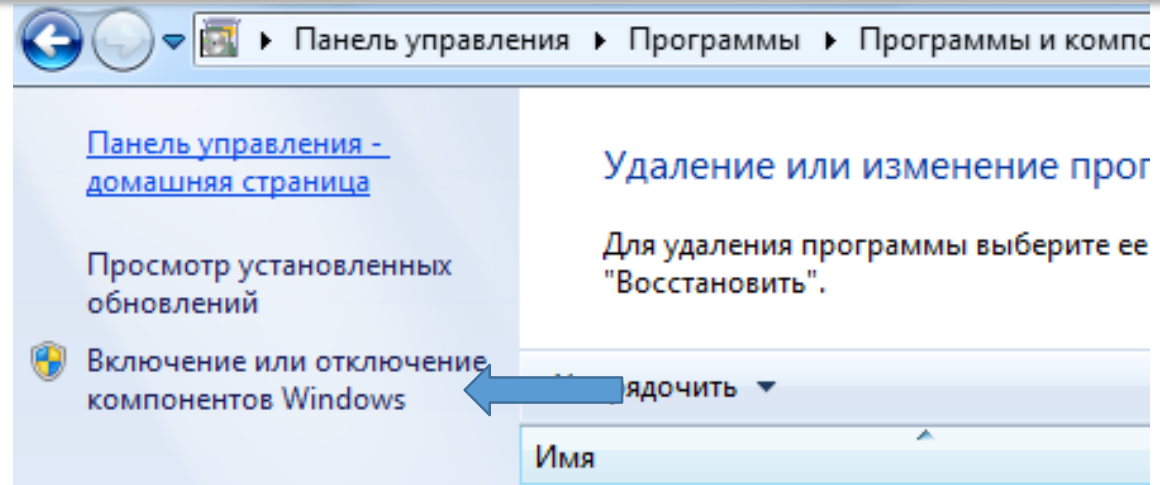 Панель управления ▸ Программы ▸ Программы и компо
Панель управления -
домашняя страница
Просмотр установленных
обновлений
Включение или отключение
компонентов Windows
Удаление или изменение прог
Для удаления программы выберите ее
"Восстановить".
рядочить
Имя